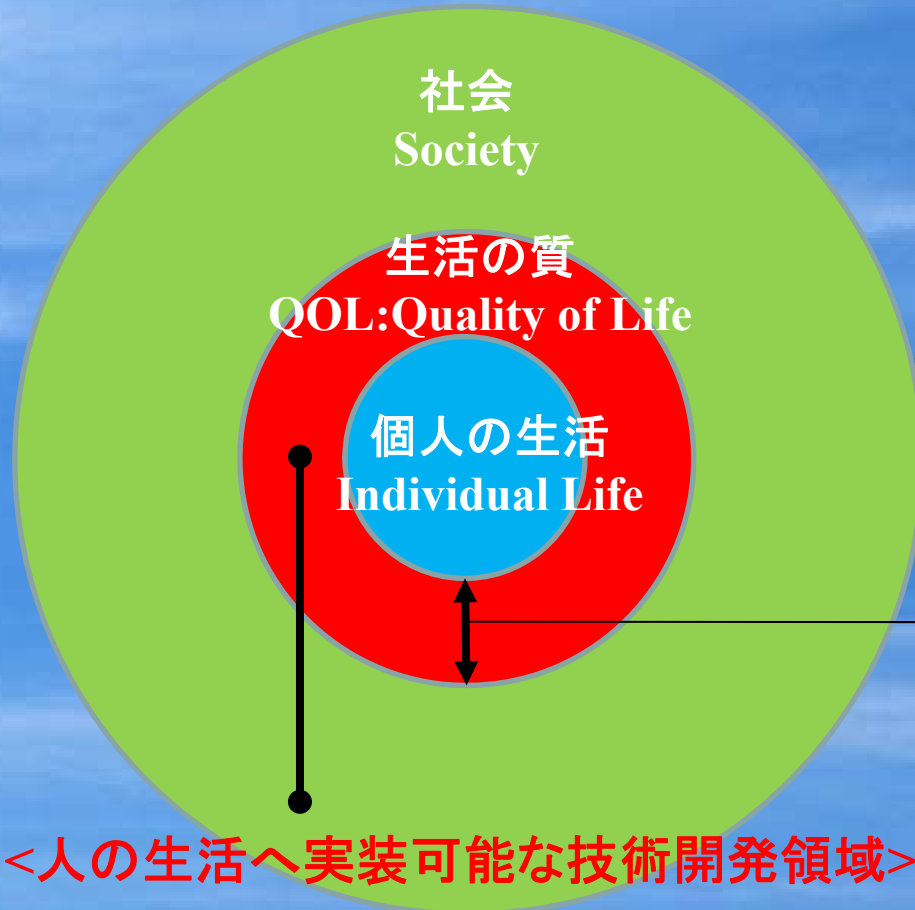 社会
Society
生活の質
QOL:Quality of Life
個人の生活
Individual Life
<人の生活へ実装可能な技術開発領域>